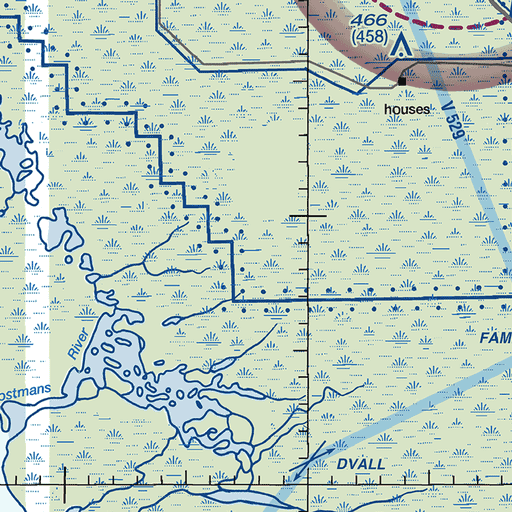 466
(458)
houses
V 529
FAM
River
ostmans
DVALL